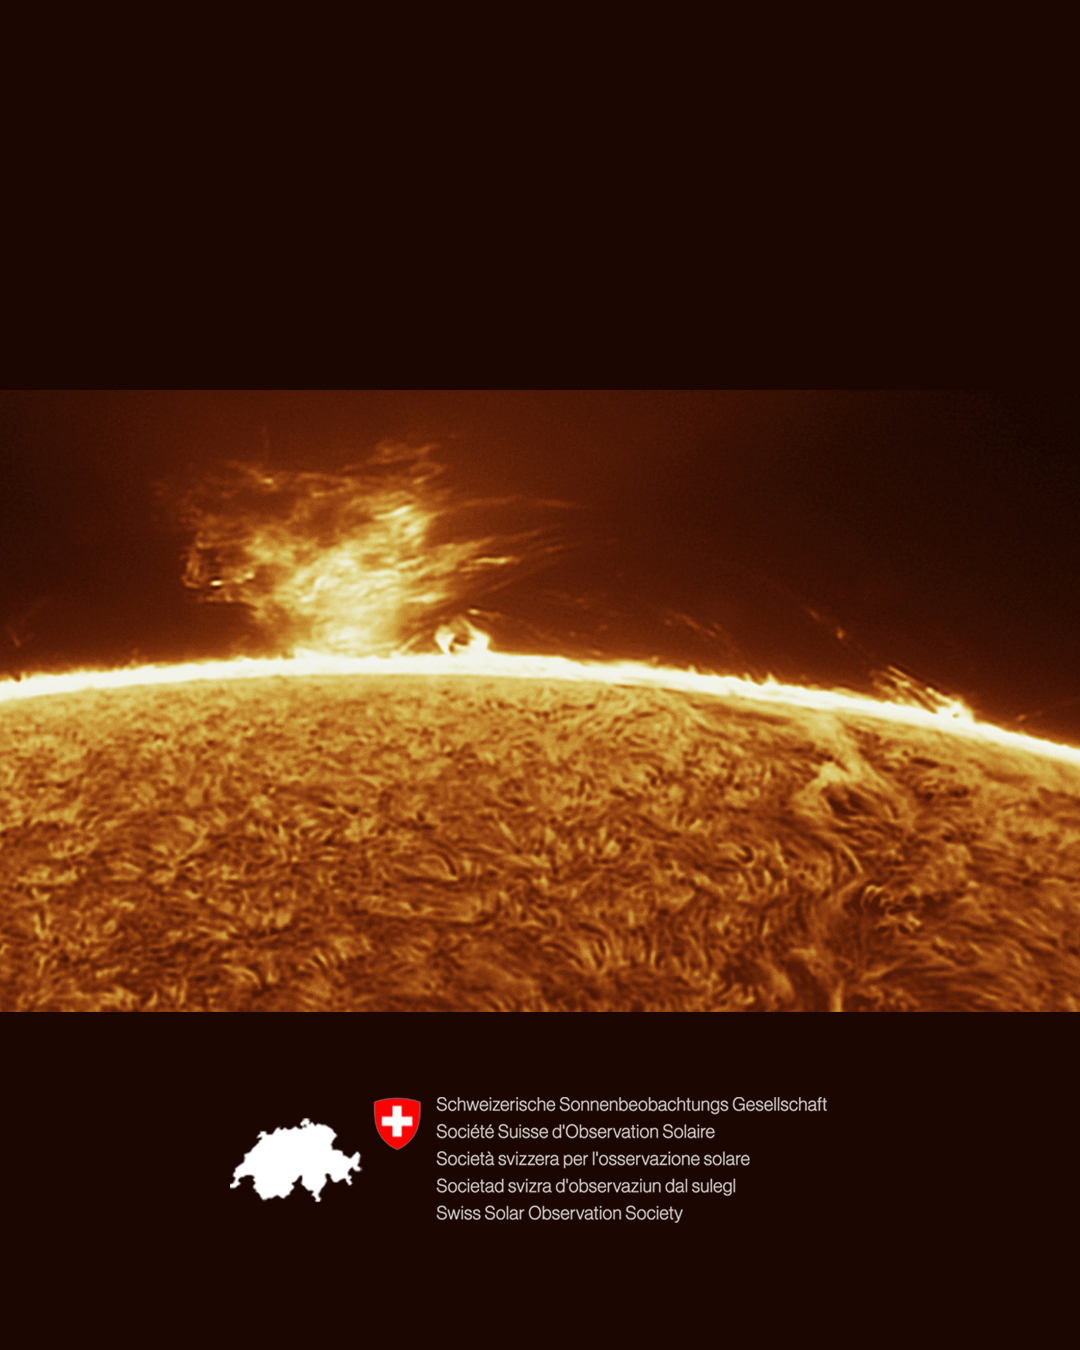 Schweizerische Sonnenbeobachtungs Gesellschaft
Société Suisse d'Observation Solaire
Società svizzera per l'osservazione solare
Societad svizra d'observaziun dal sulegl
Swiss Solar Observation Society